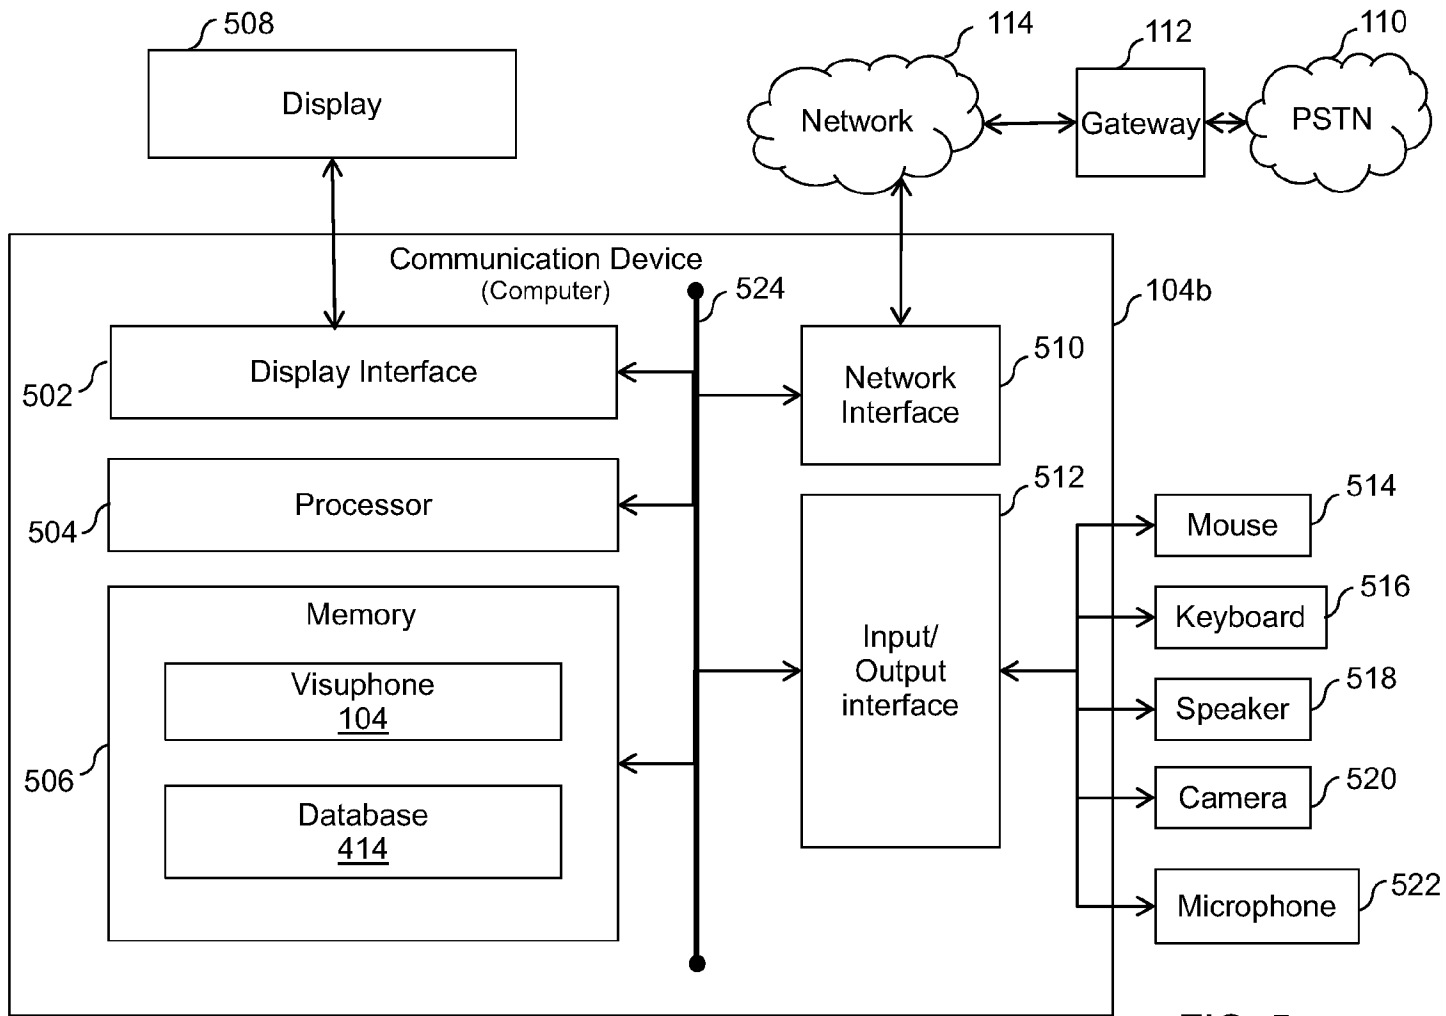 508
Display
114
Network
112
Gateway
110
PSTN
Communication Device
(Computer)
524
104b
502
Display Interface
510
Network
Interface
504
Processor
512
Input/
Output
interface
506
Memory
Visuphone
104
Database
414
514
Mouse
516
Keyboard
518
Speaker
520
Camera
522
Microphone